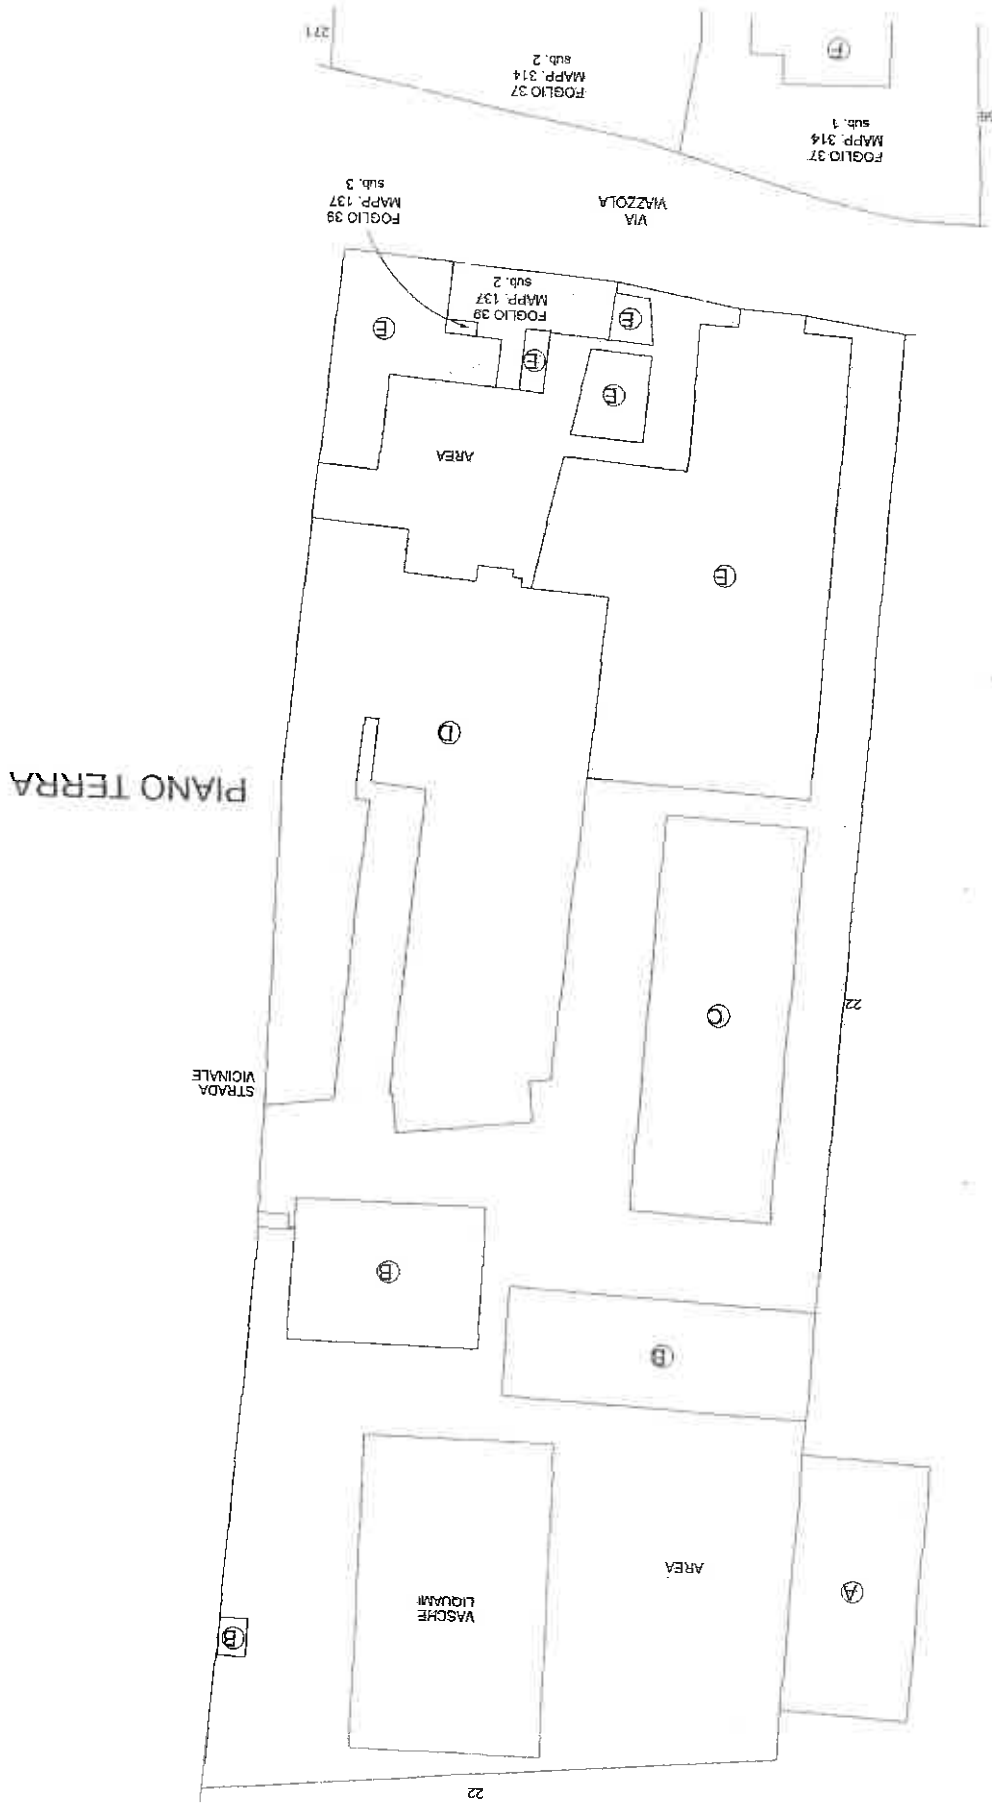 22
B
A
AREA
VASCHE
LIQUAMI
B
B
STRADA
VICINALE
C
22
PIANO TERRA
D
E
AREA
E
E
E
E
FOGLIO 39
MAPP. 137
sub. 2
E
FOGLIO 39
MAPP. 137
sub. 3
VIA
VIAZZOLA
FOGLIO 37
MAPP. 314
sub. 1
FOGLIO 37
MAPP. 314
sub. 2
F
271